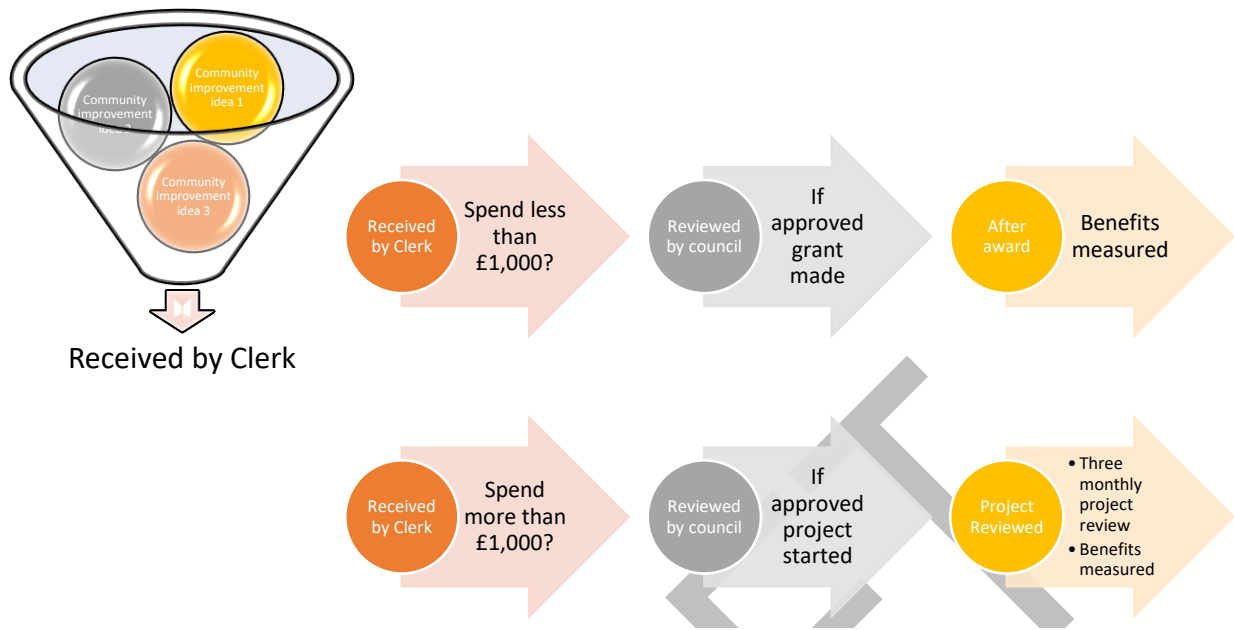 Community
improvement
idea 1
Community
improvement
idea 2
Community
improvement
idea 3
Received by Clerk
Received
by Clerk
Spend less
than
£1,000?
Reviewed
by council
If
approved
grant
made
After
award
Benefits
measured
Received
by Clerk
Spend
more than
£1,000?
Reviewed
by council
If
approved
project
started
Project
Reviewed
• Three
monthly
project
review
• Benefits
measured